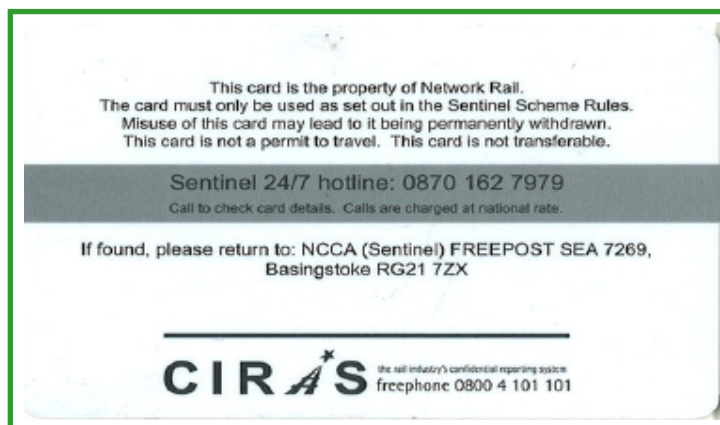 This card is the property of Network Rail.
The card must only be used as set out in the Sentinel Scheme Rules.
Misuse of this card may lead to it being permanently withdrawn.
This card is not a permit to travel. This card is not transferable.
Sentinel 24/7 hotline: 0870 162 7979
Call to check card details. Calls are charged at national rate.
If found, please return to: NCCA (Sentinel) FREEPOST SEA 7269,
Basingstoke RG21 7ZX
CIRAS
the rail industry's confidential reporting system
freephone 0800 4 101 101